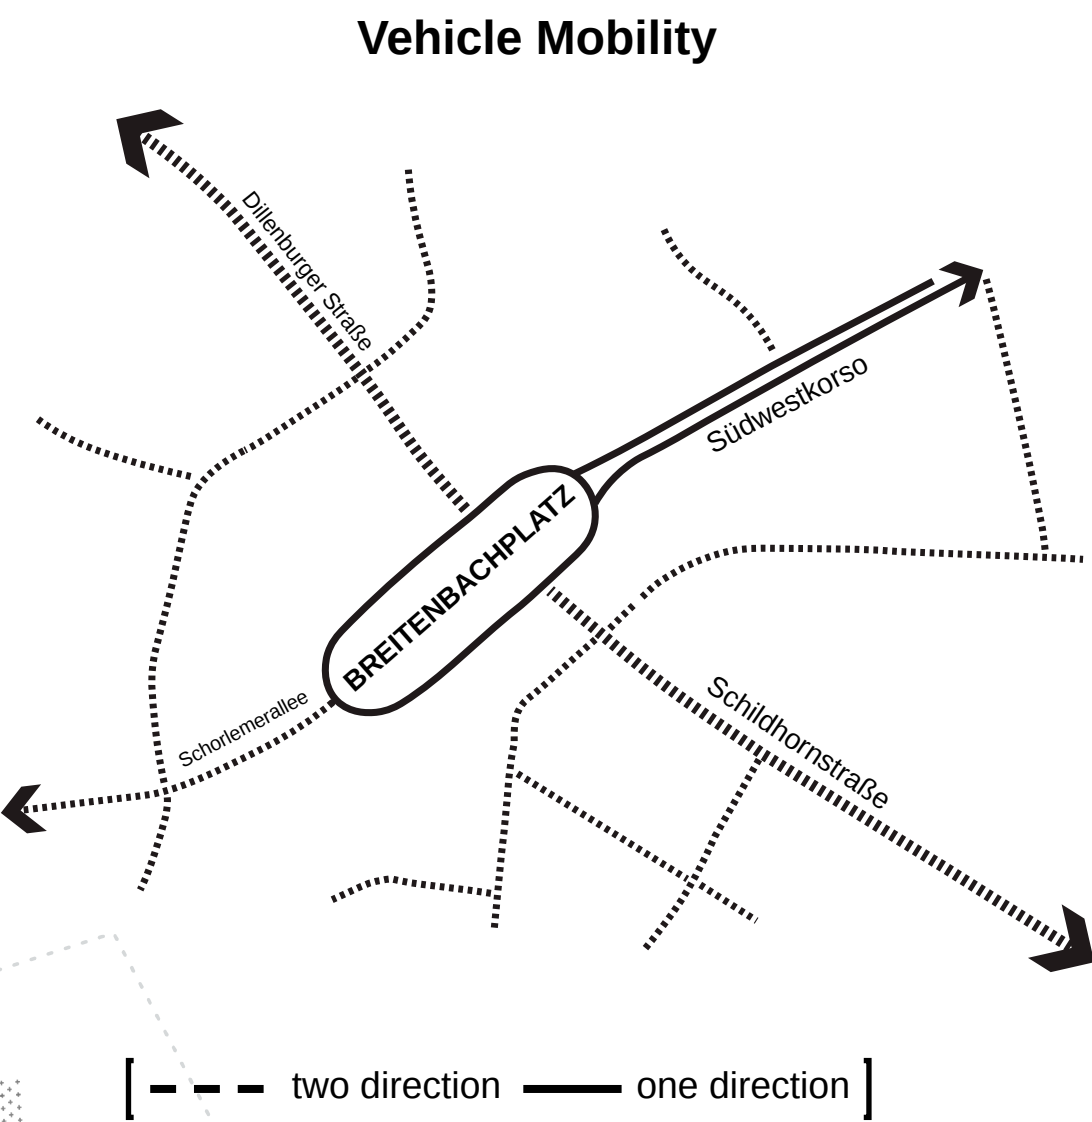 Vehicle Mobility
Dillenburger Straße
Südwestkorso
BREITENBACHPLATZ
Schorlemerallee
Schildhornstraße
[ two direction one direction ]